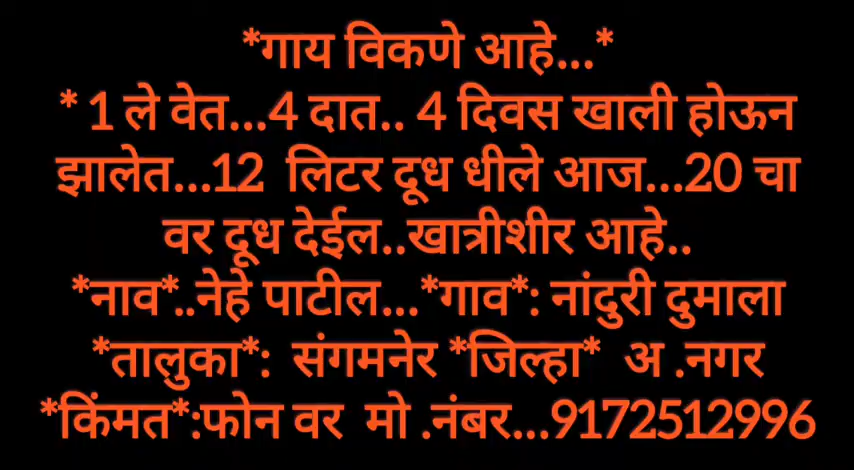 *गाय विकणे आहे...*
* 1 ले वेत...4 दात.. 4 दिवस खाली होऊन
झालेत...12 लिटर दूध धीले आज...20 चा
वर दूध देईल..खात्रीशीर आहे..
*नाव*..नेहे पाटील...*गाव*: नांदुरी दुमाला
*तालुका*: संगमनेर *जिल्हा* अ .नगर
*किंमत*:फोन वर मो .नंबर...9172512996